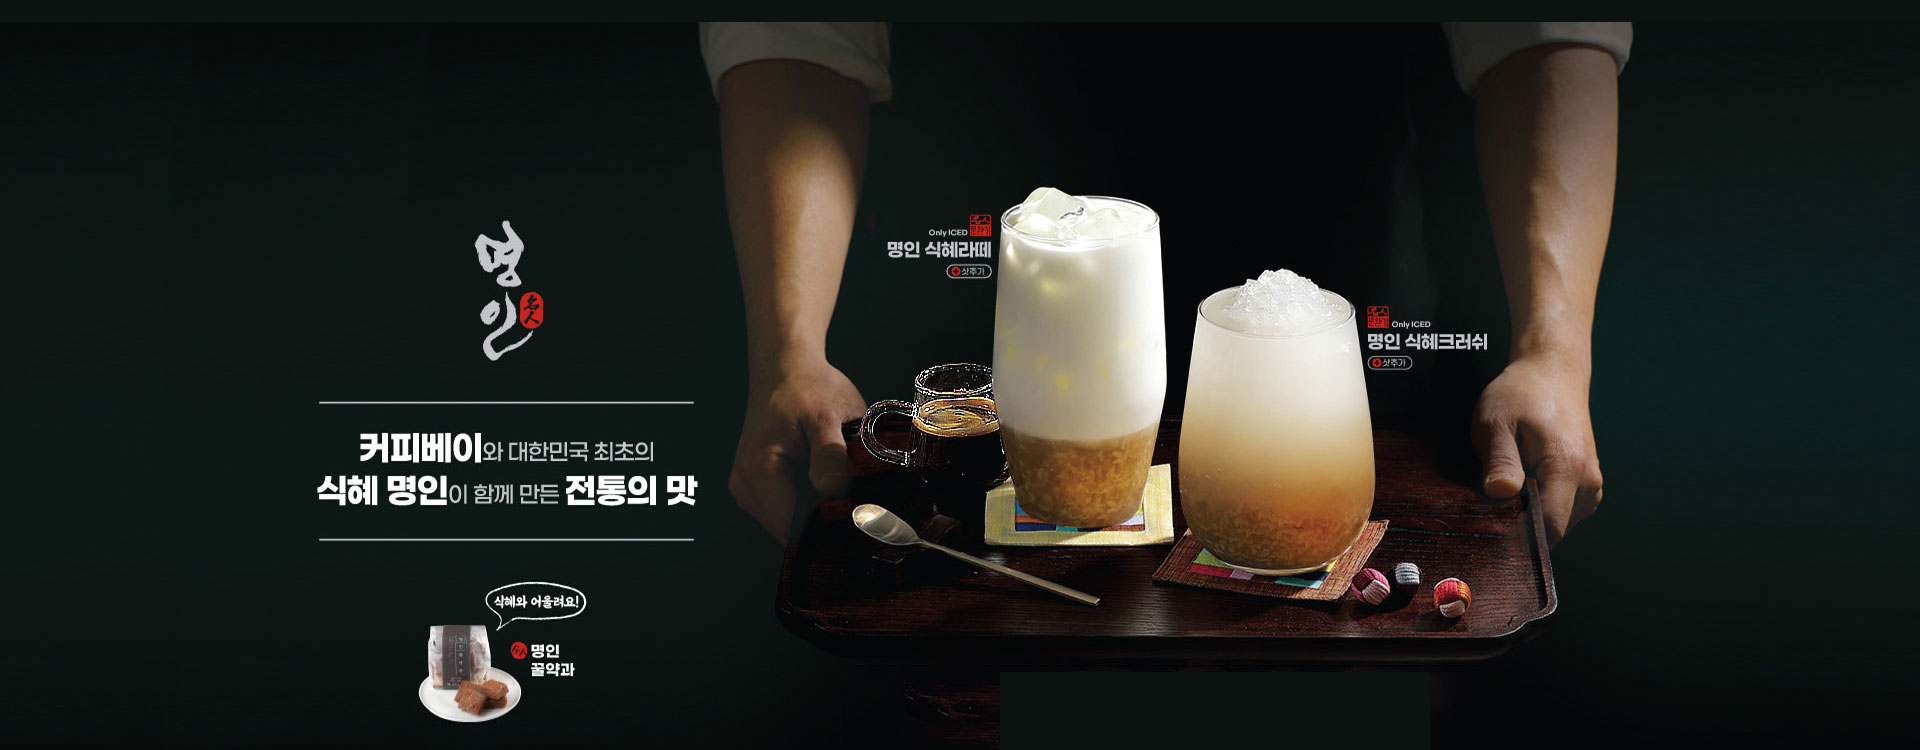 명인
名人
커피베이와 대한민국 최초의
식혜 명인이 함께 만든 전통의 맛
식혜와 어울려요!
명인
꿀약과
Only ICED
명인 식혜라떼
샷추가
Only ICED
명인 식혜크러쉬
샷추가